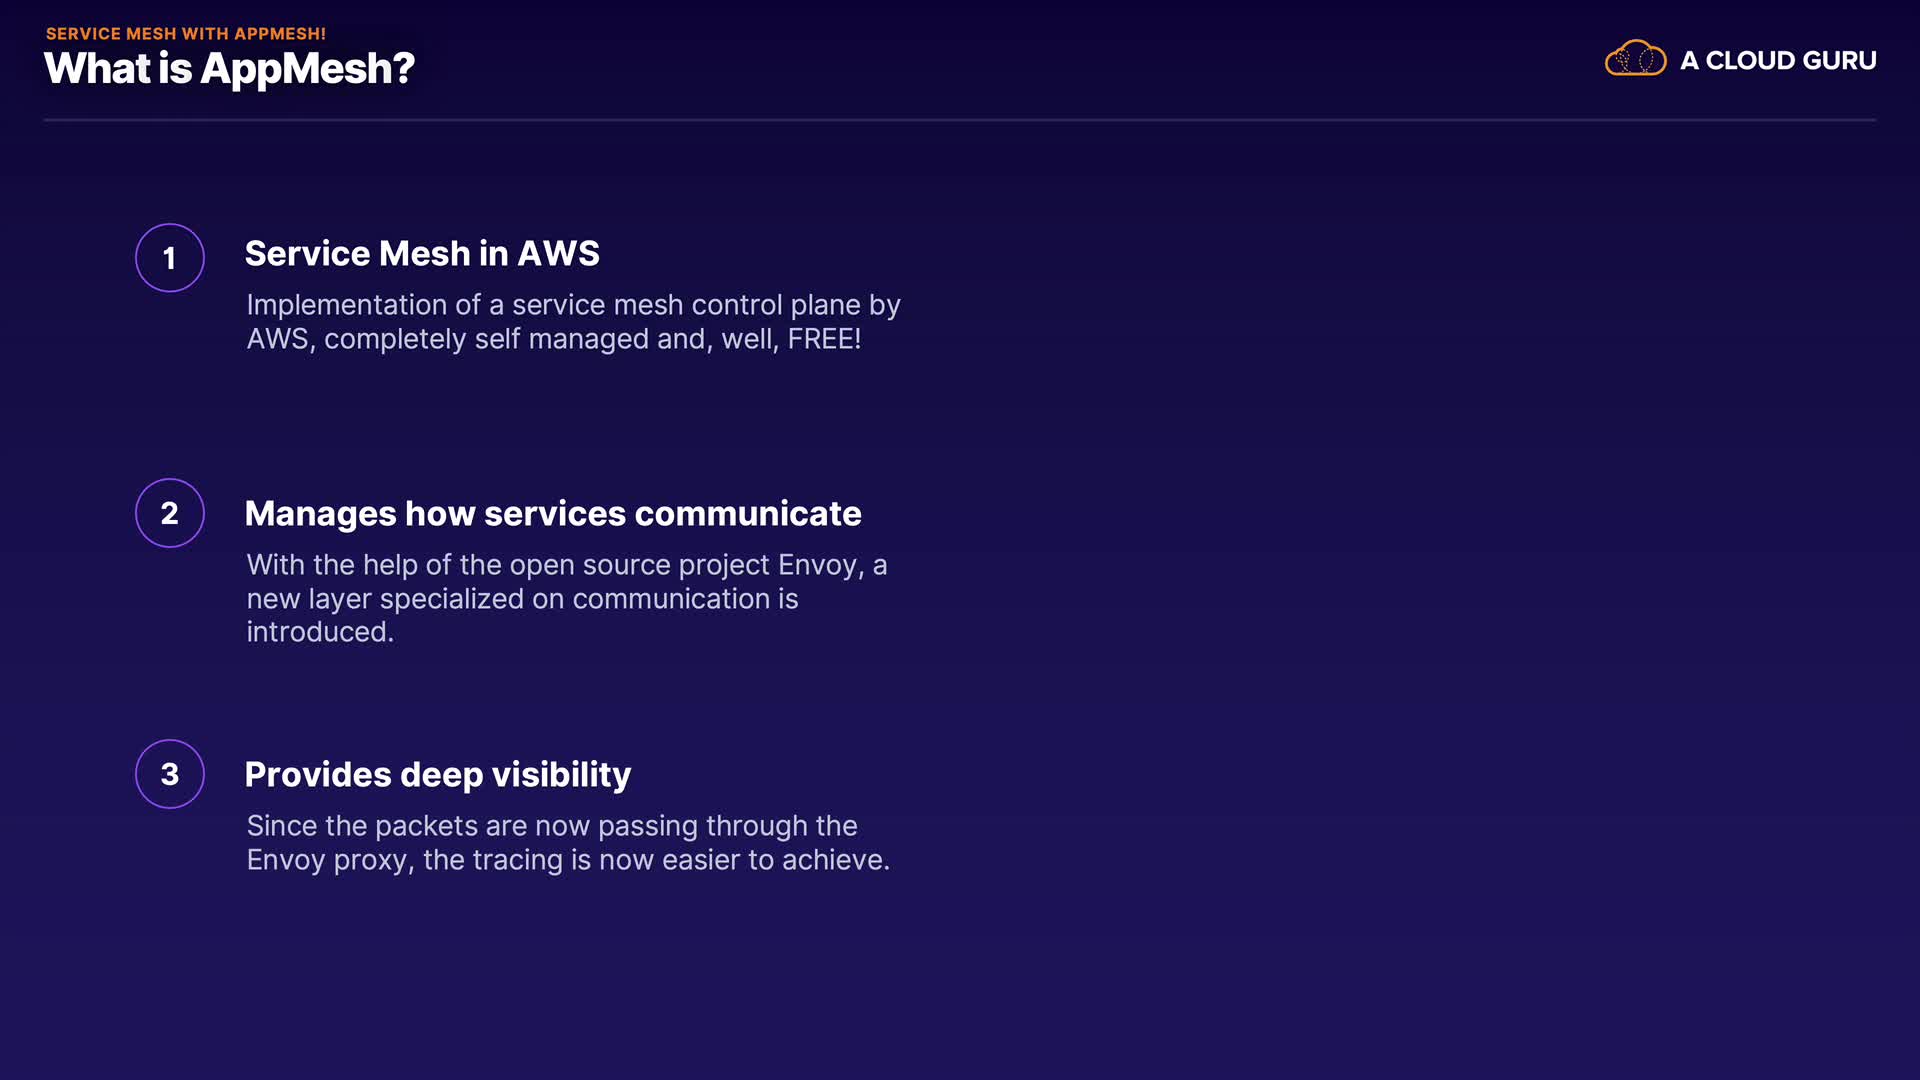 SERVICE MESH WITH APPMESH!
What is AppMesh?
A CLOUD GURU
1
Service Mesh in AWS
Implementation of a service mesh control plane by
AWS, completely self managed and, well, FREE!
2
Manages how services communicate
With the help of the open source project Envoy, a
new layer specialized on communication is
introduced.
3
Provides deep visibility
Since the packets are now passing through the
Envoy proxy, the tracing is now easier to achieve.